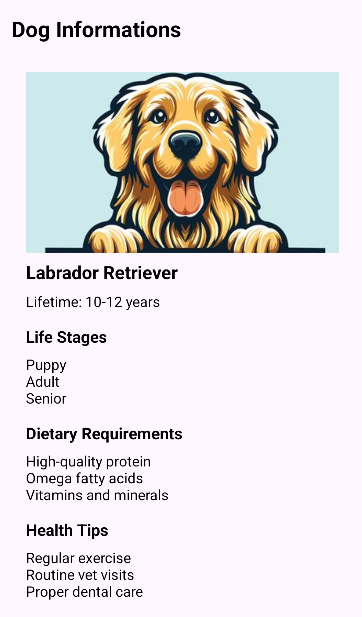 Dog Informations
Labrador Retriever
Lifetime: 10-12 years
Life Stages
Puppy
Adult
Senior
Dietary Requirements
High-quality protein
Omega fatty acids
Vitamins and minerals
Health Tips
Regular exercise
Routine vet visits
Proper dental care